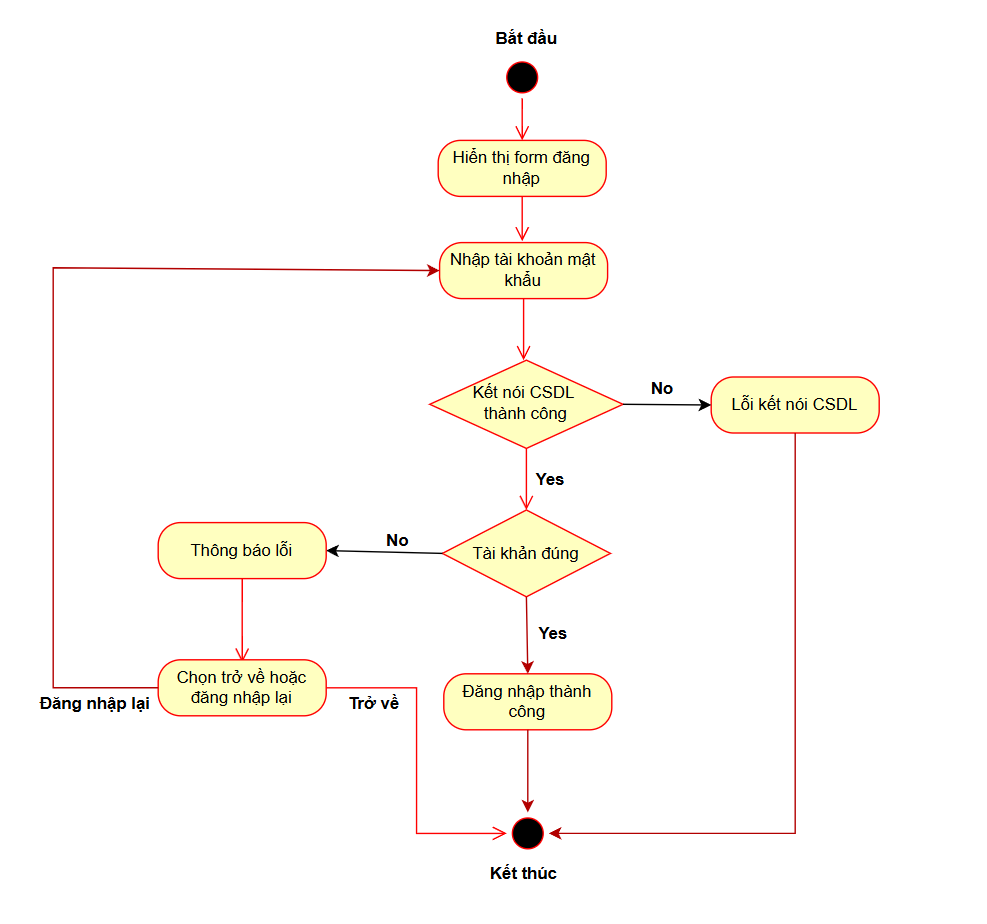 Bắt đầu
Hiển thị form đăng
nhập
Nhập tài khoản mật
khẩu
Kết nói CSDL
thành công
No
Lỗi kết nói CSDL
Yes
Tài khản đúng
No
Thông báo lỗi
Yes
Chọn trở về hoặc
đăng nhập lại
Đăng nhập lại
Trở về
Đăng nhập thành
công
Kết thúc